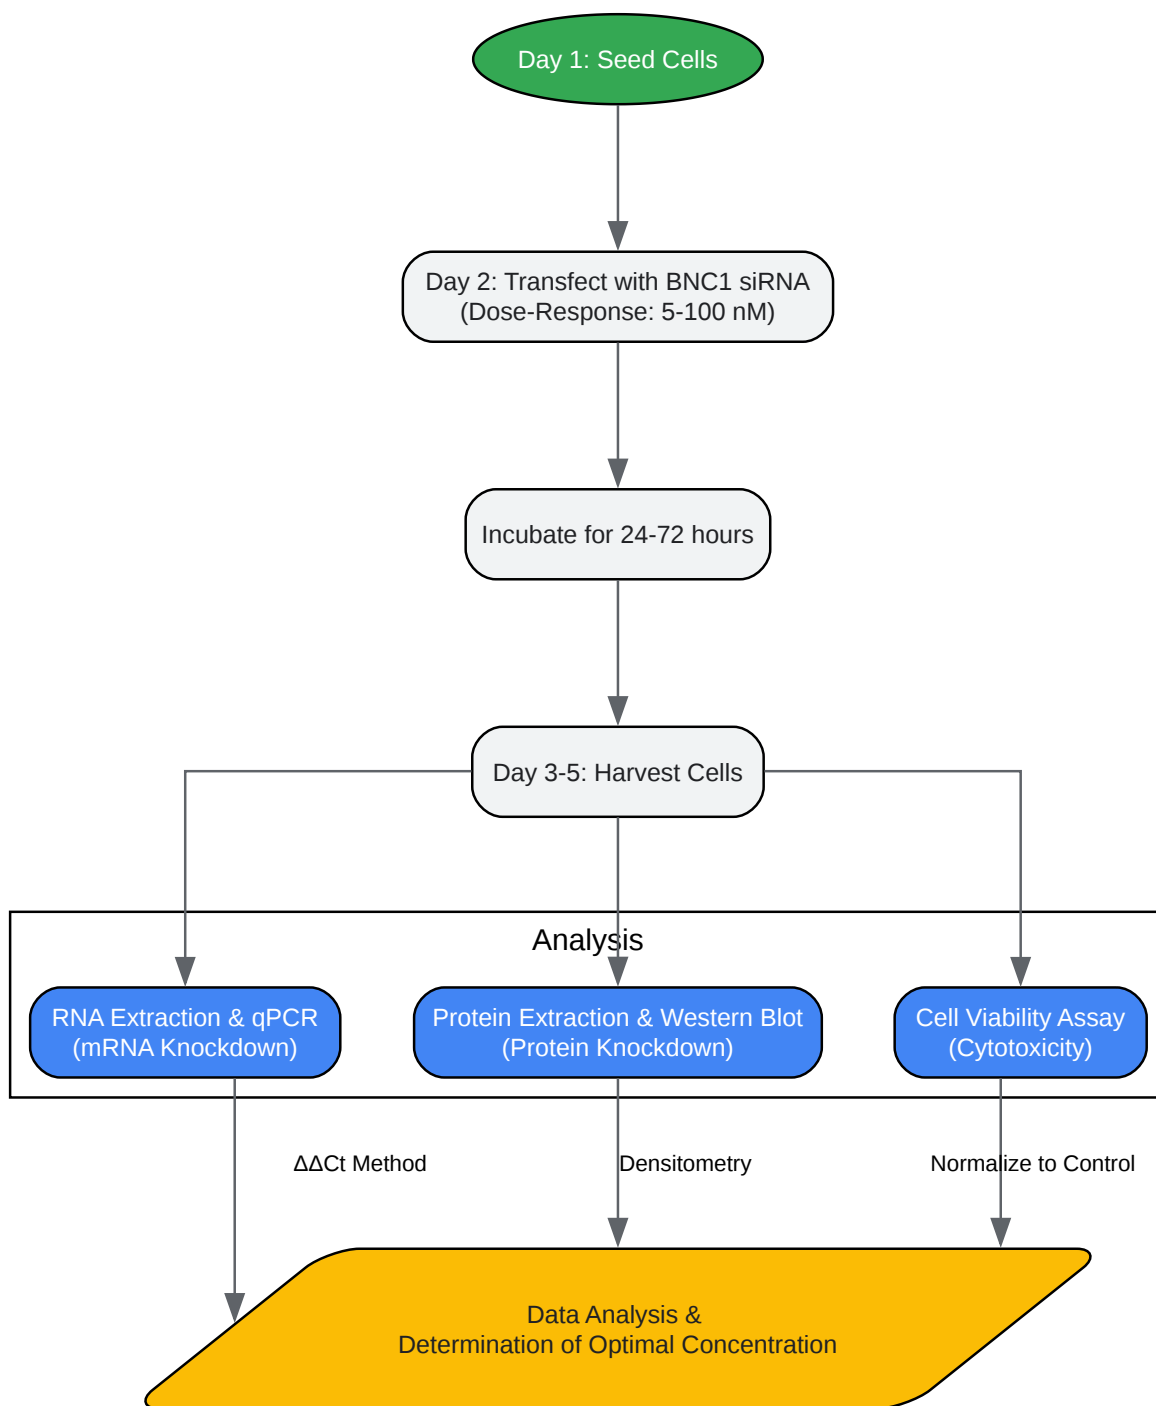 Day 1: Seed Cells
Day 2: Transfect with BNC1 siRNA
(Dose-Response: 5-100 nM)
Incubate for 24-72 hours
Day 3-5: Harvest Cells
Analysis
RNA Extraction & qPCR
(mRNA Knockdown)
Protein Extraction & Western Blot
(Protein Knockdown)
Cell Viability Assay
(Cytotoxicity)
ΔΔCt Method
Densitometry
Normalize to Control
Data Analysis &
Determination of Optimal Concentration